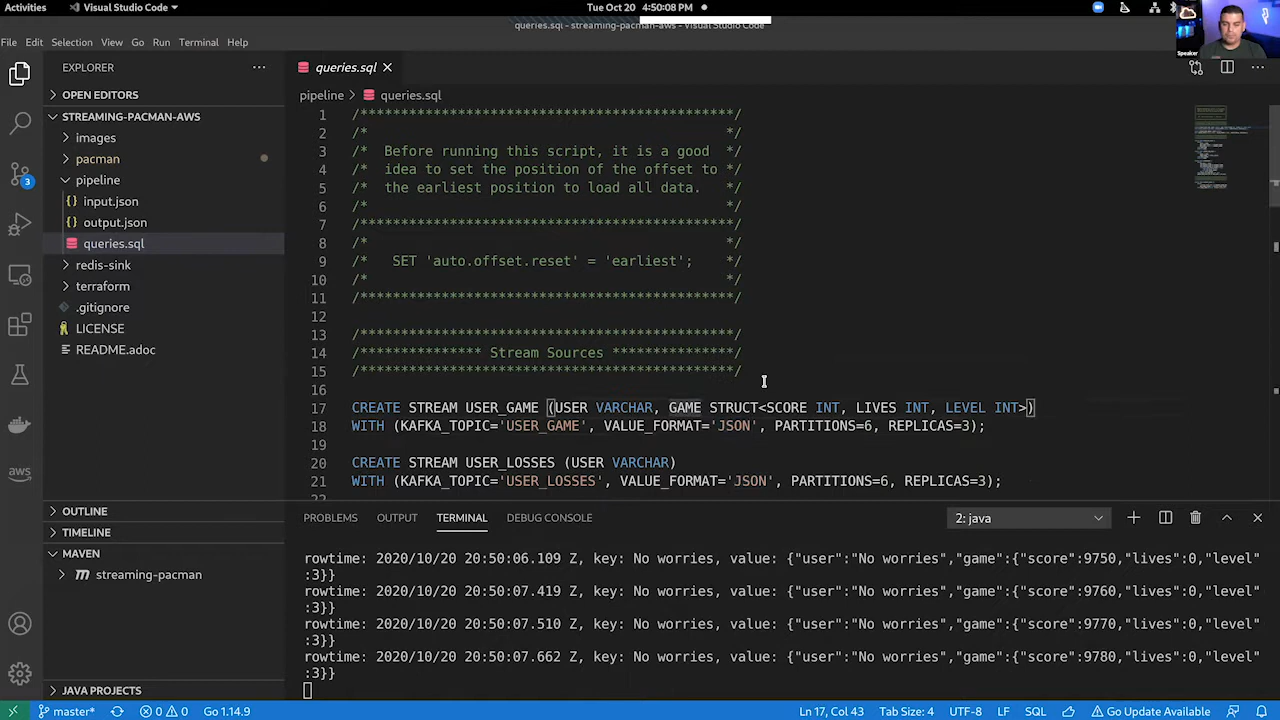 Activities
Visual Studio Code
Tue Oct 20 4:50:08 PM
queries.sql - streaming-pacman-aws - Visual Studio Code
Speaker
File Edit Selection View Go Run Terminal Help
EXPLORER
queries.sql
OPEN EDITORS
pipeline > queries.sql
STREAMING-PACMAN-AWS
images
pacman
pipeline
input.json
output.json
queries.sql
redis-sink
terraform
.gitignore
LICENSE
README.adoc
3
OUTLINE
TIMELINE
MAVEN
streaming-pacman
JAVA PROJECTS
1 /***********************************************/
2 /* */
3 /* Before running this script, it is a good */
4 /* idea to set the position of the offset to */
5 /* the earliest position to load all data. */
6 /* */
7 /***********************************************/
8 /* */
9 /* SET 'auto.offset.reset' = 'earliest'; */
10 /* */
11 /***********************************************/
12
13 /***********************************************/
14 /************** Stream Sources ***************/
15 /***********************************************/
16
17 CREATE STREAM USER_GAME (USER VARCHAR, GAME STRUCT<SCORE INT, LIVES INT, LEVEL INT>)
18 WITH (KAFKA_TOPIC='USER_GAME', VALUE_FORMAT='JSON', PARTITIONS=6, REPLICAS=3);
19
20 CREATE STREAM USER_LOSSES (USER VARCHAR)
21 WITH (KAFKA_TOPIC='USER_LOSSES', VALUE_FORMAT='JSON', PARTITIONS=6, REPLICAS=3);
22
PROBLEMS OUTPUT TERMINAL DEBUG CONSOLE
2: java
rowtime: 2020/10/20 20:50:06.109 Z, key: No worries, value: {"user":"No worries","game":{"score":9750,"lives":0,"level"
:3}}
rowtime: 2020/10/20 20:50:07.419 Z, key: No worries, value: {"user":"No worries","game":{"score":9760,"lives":0,"level"
:3}}
rowtime: 2020/10/20 20:50:07.510 Z, key: No worries, value: {"user":"No worries","game":{"score":9770,"lives":0,"level"
:3}}
rowtime: 2020/10/20 20:50:07.662 Z, key: No worries, value: {"user":"No worries","game":{"score":9780,"lives":0,"level"
:3}}
aws
master* 0 0 Go 1.14.9 Ln 17, Col 43 Tab Size: 4 UTF-8 LF SQL Go Update Available